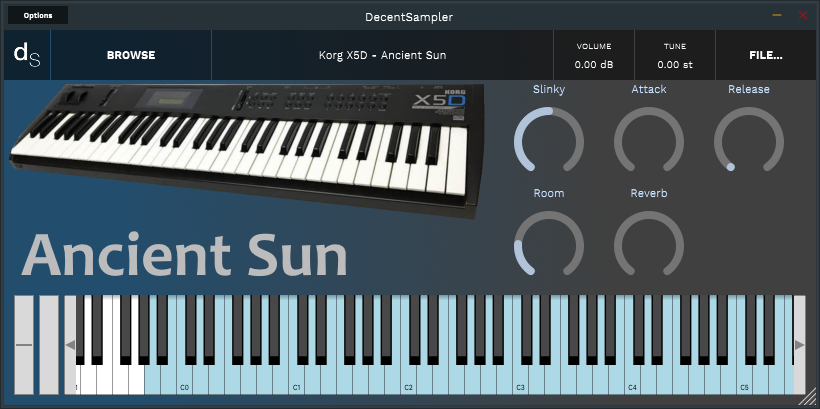 Options
DecentSampler
dS
BROWSE
Korg X5D - Ancient Sun
VOLUME
0.00 dB
TUNE
0.00 st
FILE...
KORG
X5D
Slinky
Attack
Release
Room
Reverb
Ancient Sun
C0
C1
C2
C3
C4
C5